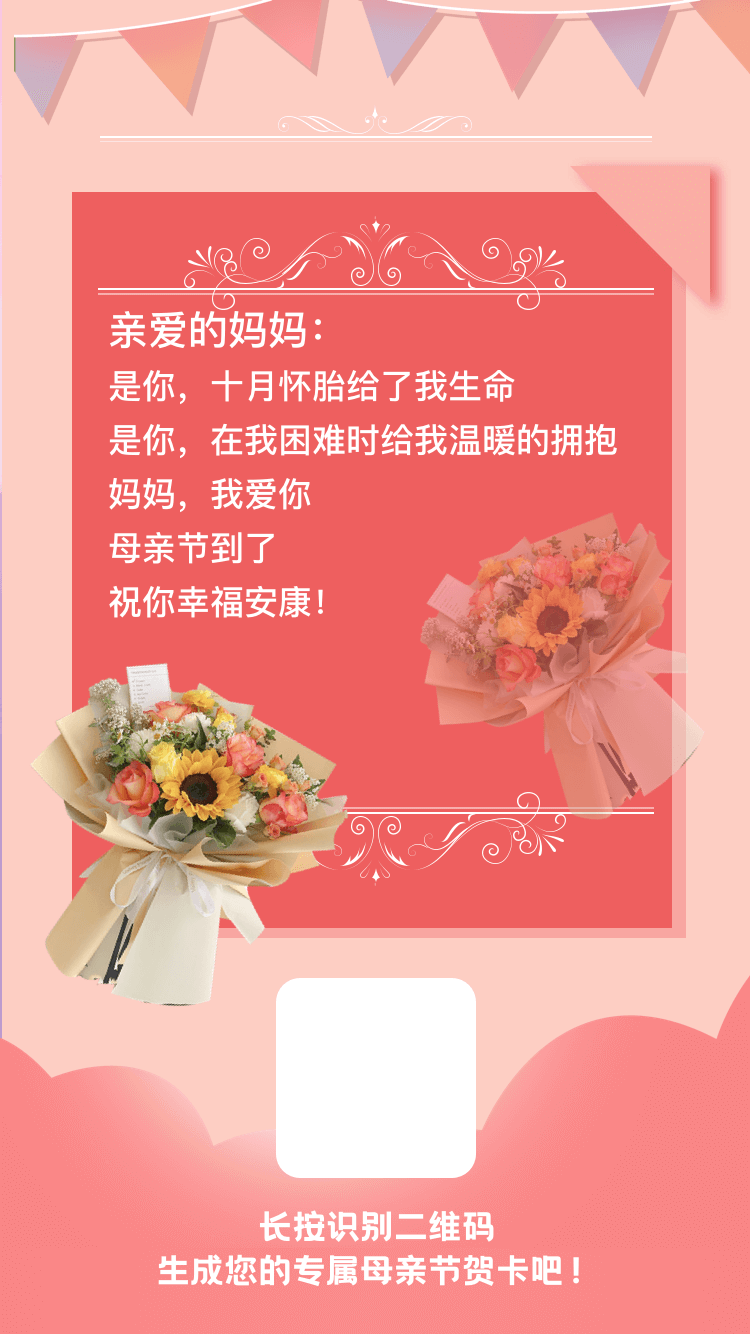 亲爱的妈妈：
是你，十月怀胎给了我生命
是你，在我困难时给我温暖的拥抱
妈妈，我爱你
母亲节到了
祝你幸福安康！
长按识别二维码
生成您的专属母亲节贺卡吧！